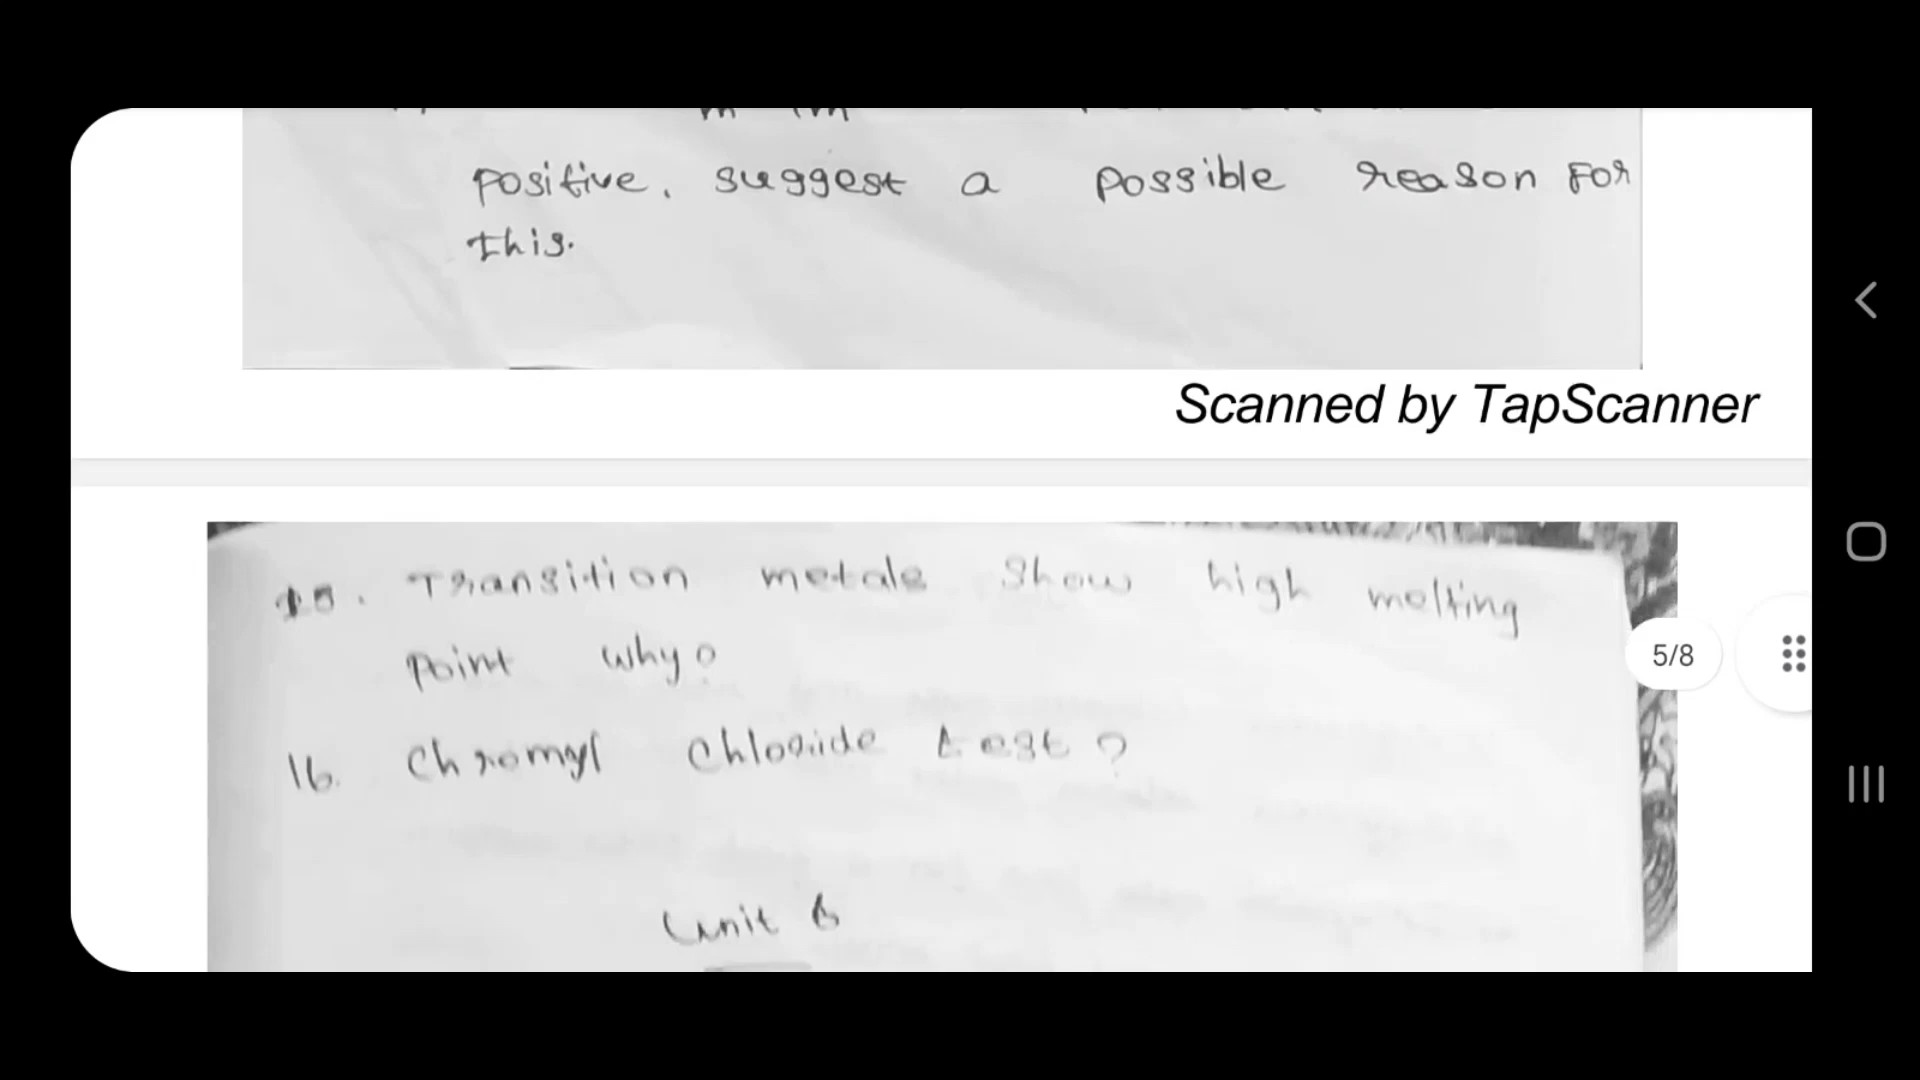 positive. suggest a possible reason for
this.
Scanned by TapScanner
15. Transition metals show high melting
point why?
5/8
16. Chromyl chloride test?
Unit 6